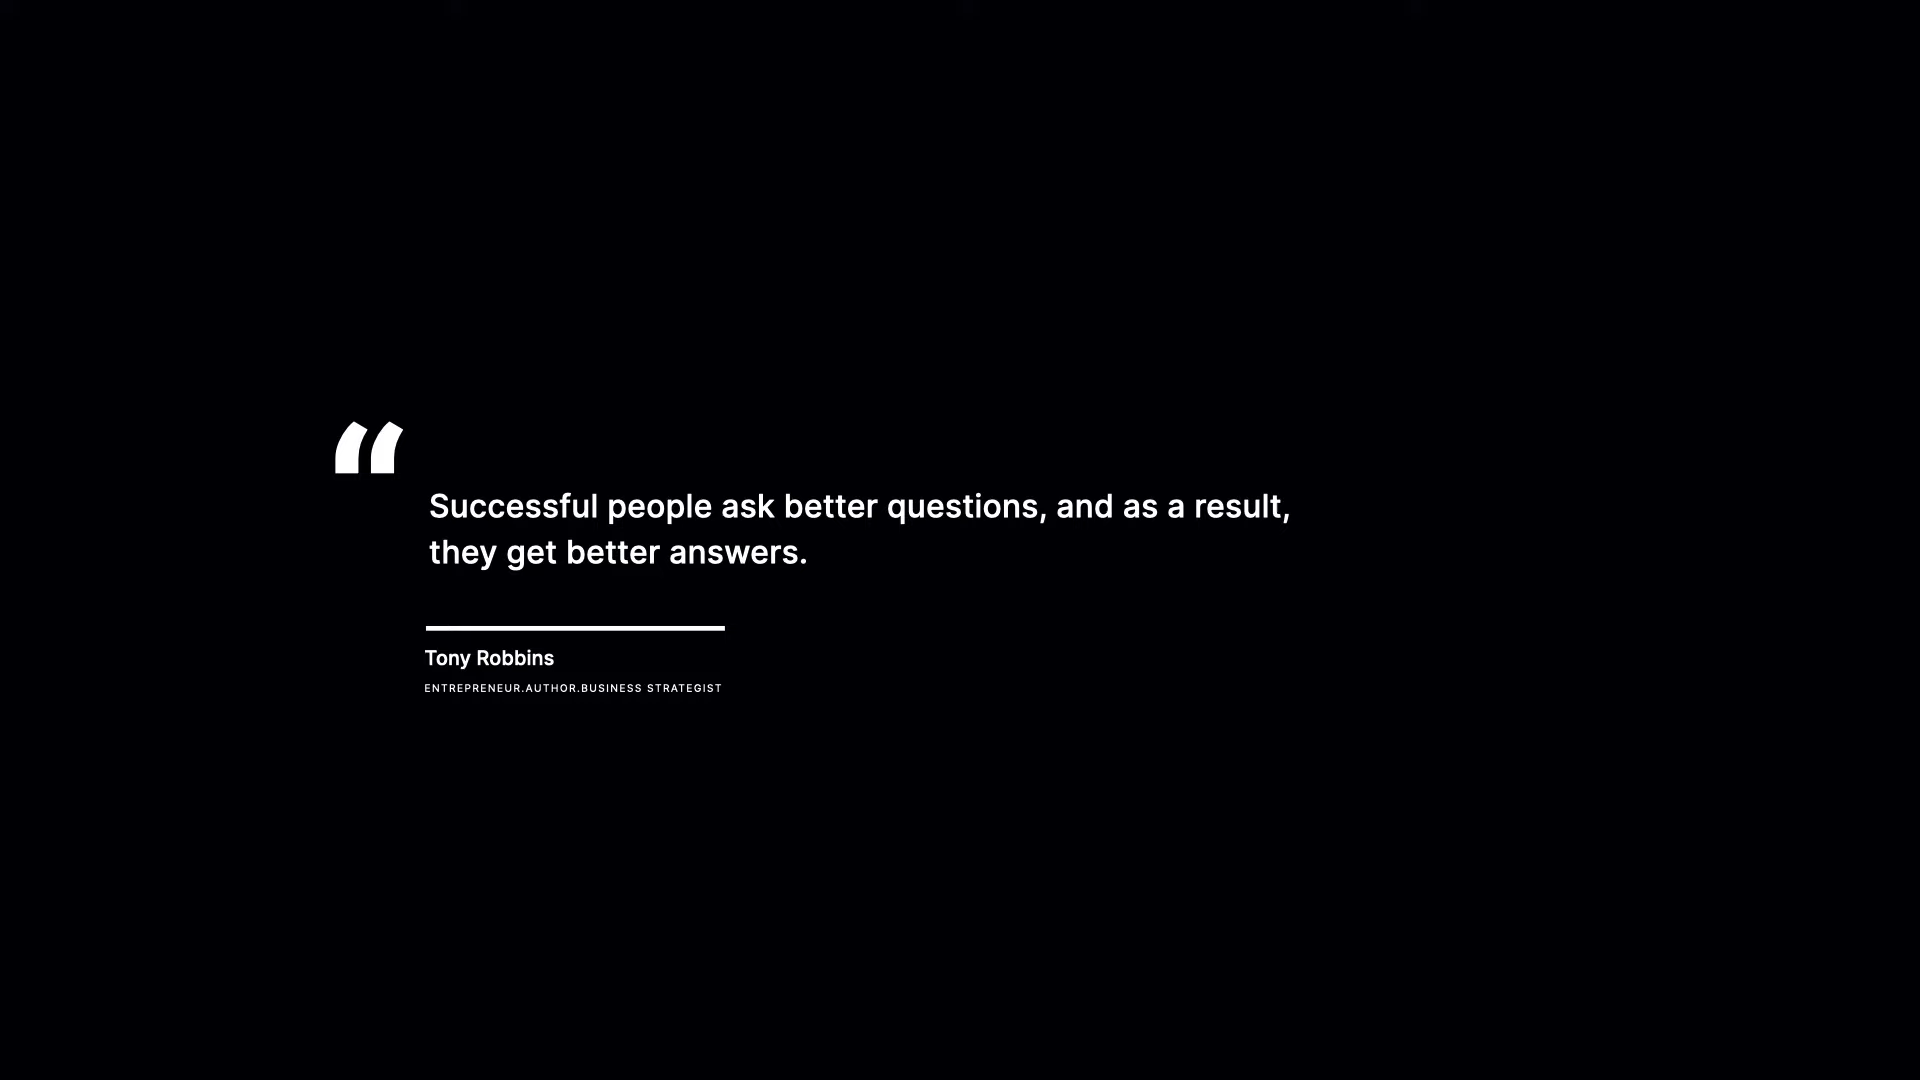 “
Successful people ask better questions, and as a result,
they get better answers.
Tony Robbins
ENTREPRENEUR.AUTHOR.BUSINESS STRATEGIST